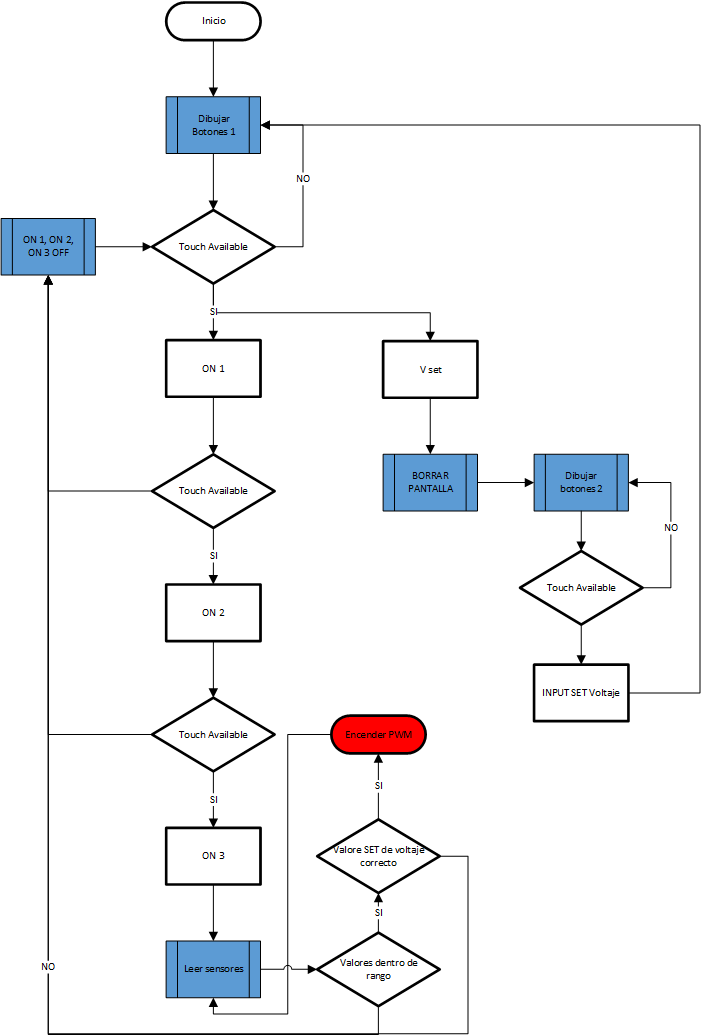 Inicio
Dibujar
Botones 1
NO
ON 1, ON 2,
ON 3 OFF
Touch Available
SI
ON 1
V set
Touch Available
BORRAR
PANTALLA
Dibujar
botones 2
NO
SI
Touch Available
ON 2
INPUT SET Voltaje
Touch Available
Encender PWM
SI
SI
ON 3
Valore SET de voltaje
correcto
SI
NO
Leer sensores
Valores dentro de
rango